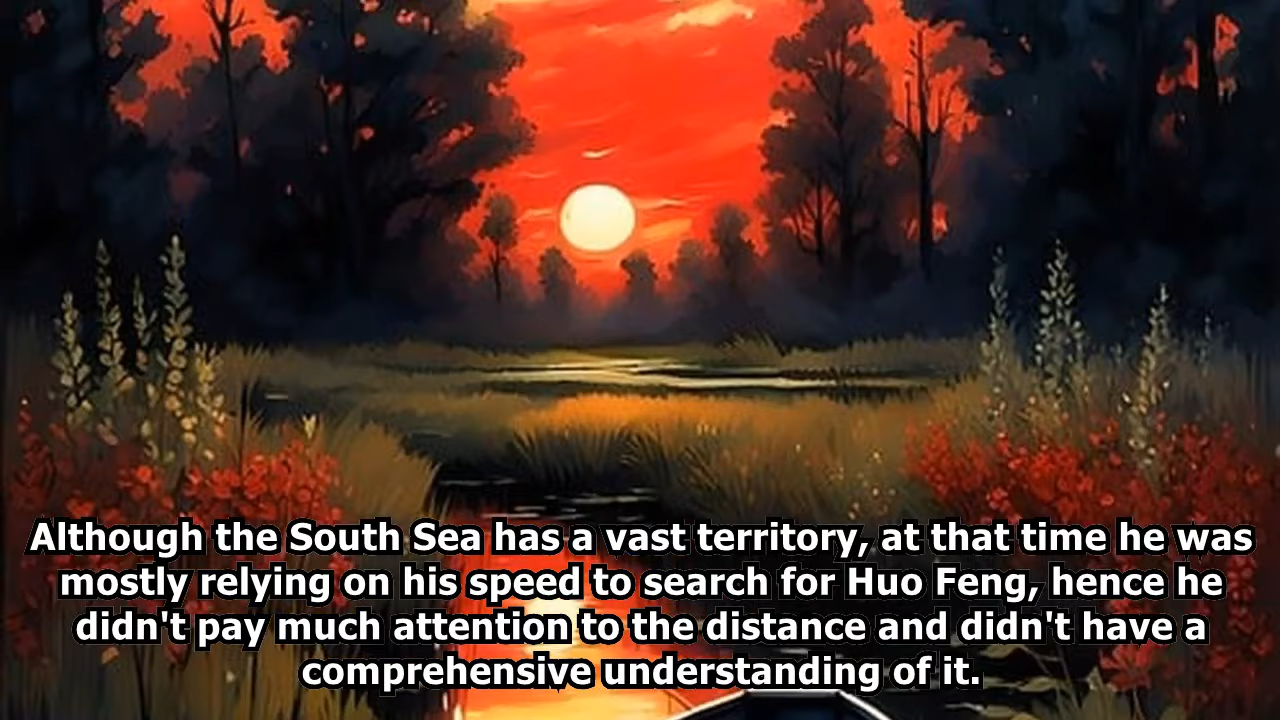 Although the South Sea has a vast territory, at that time he was
mostly relying on his speed to search for Huo Feng, hence he
didn't pay much attention to the distance and didn't have a
comprehensive understanding of it.